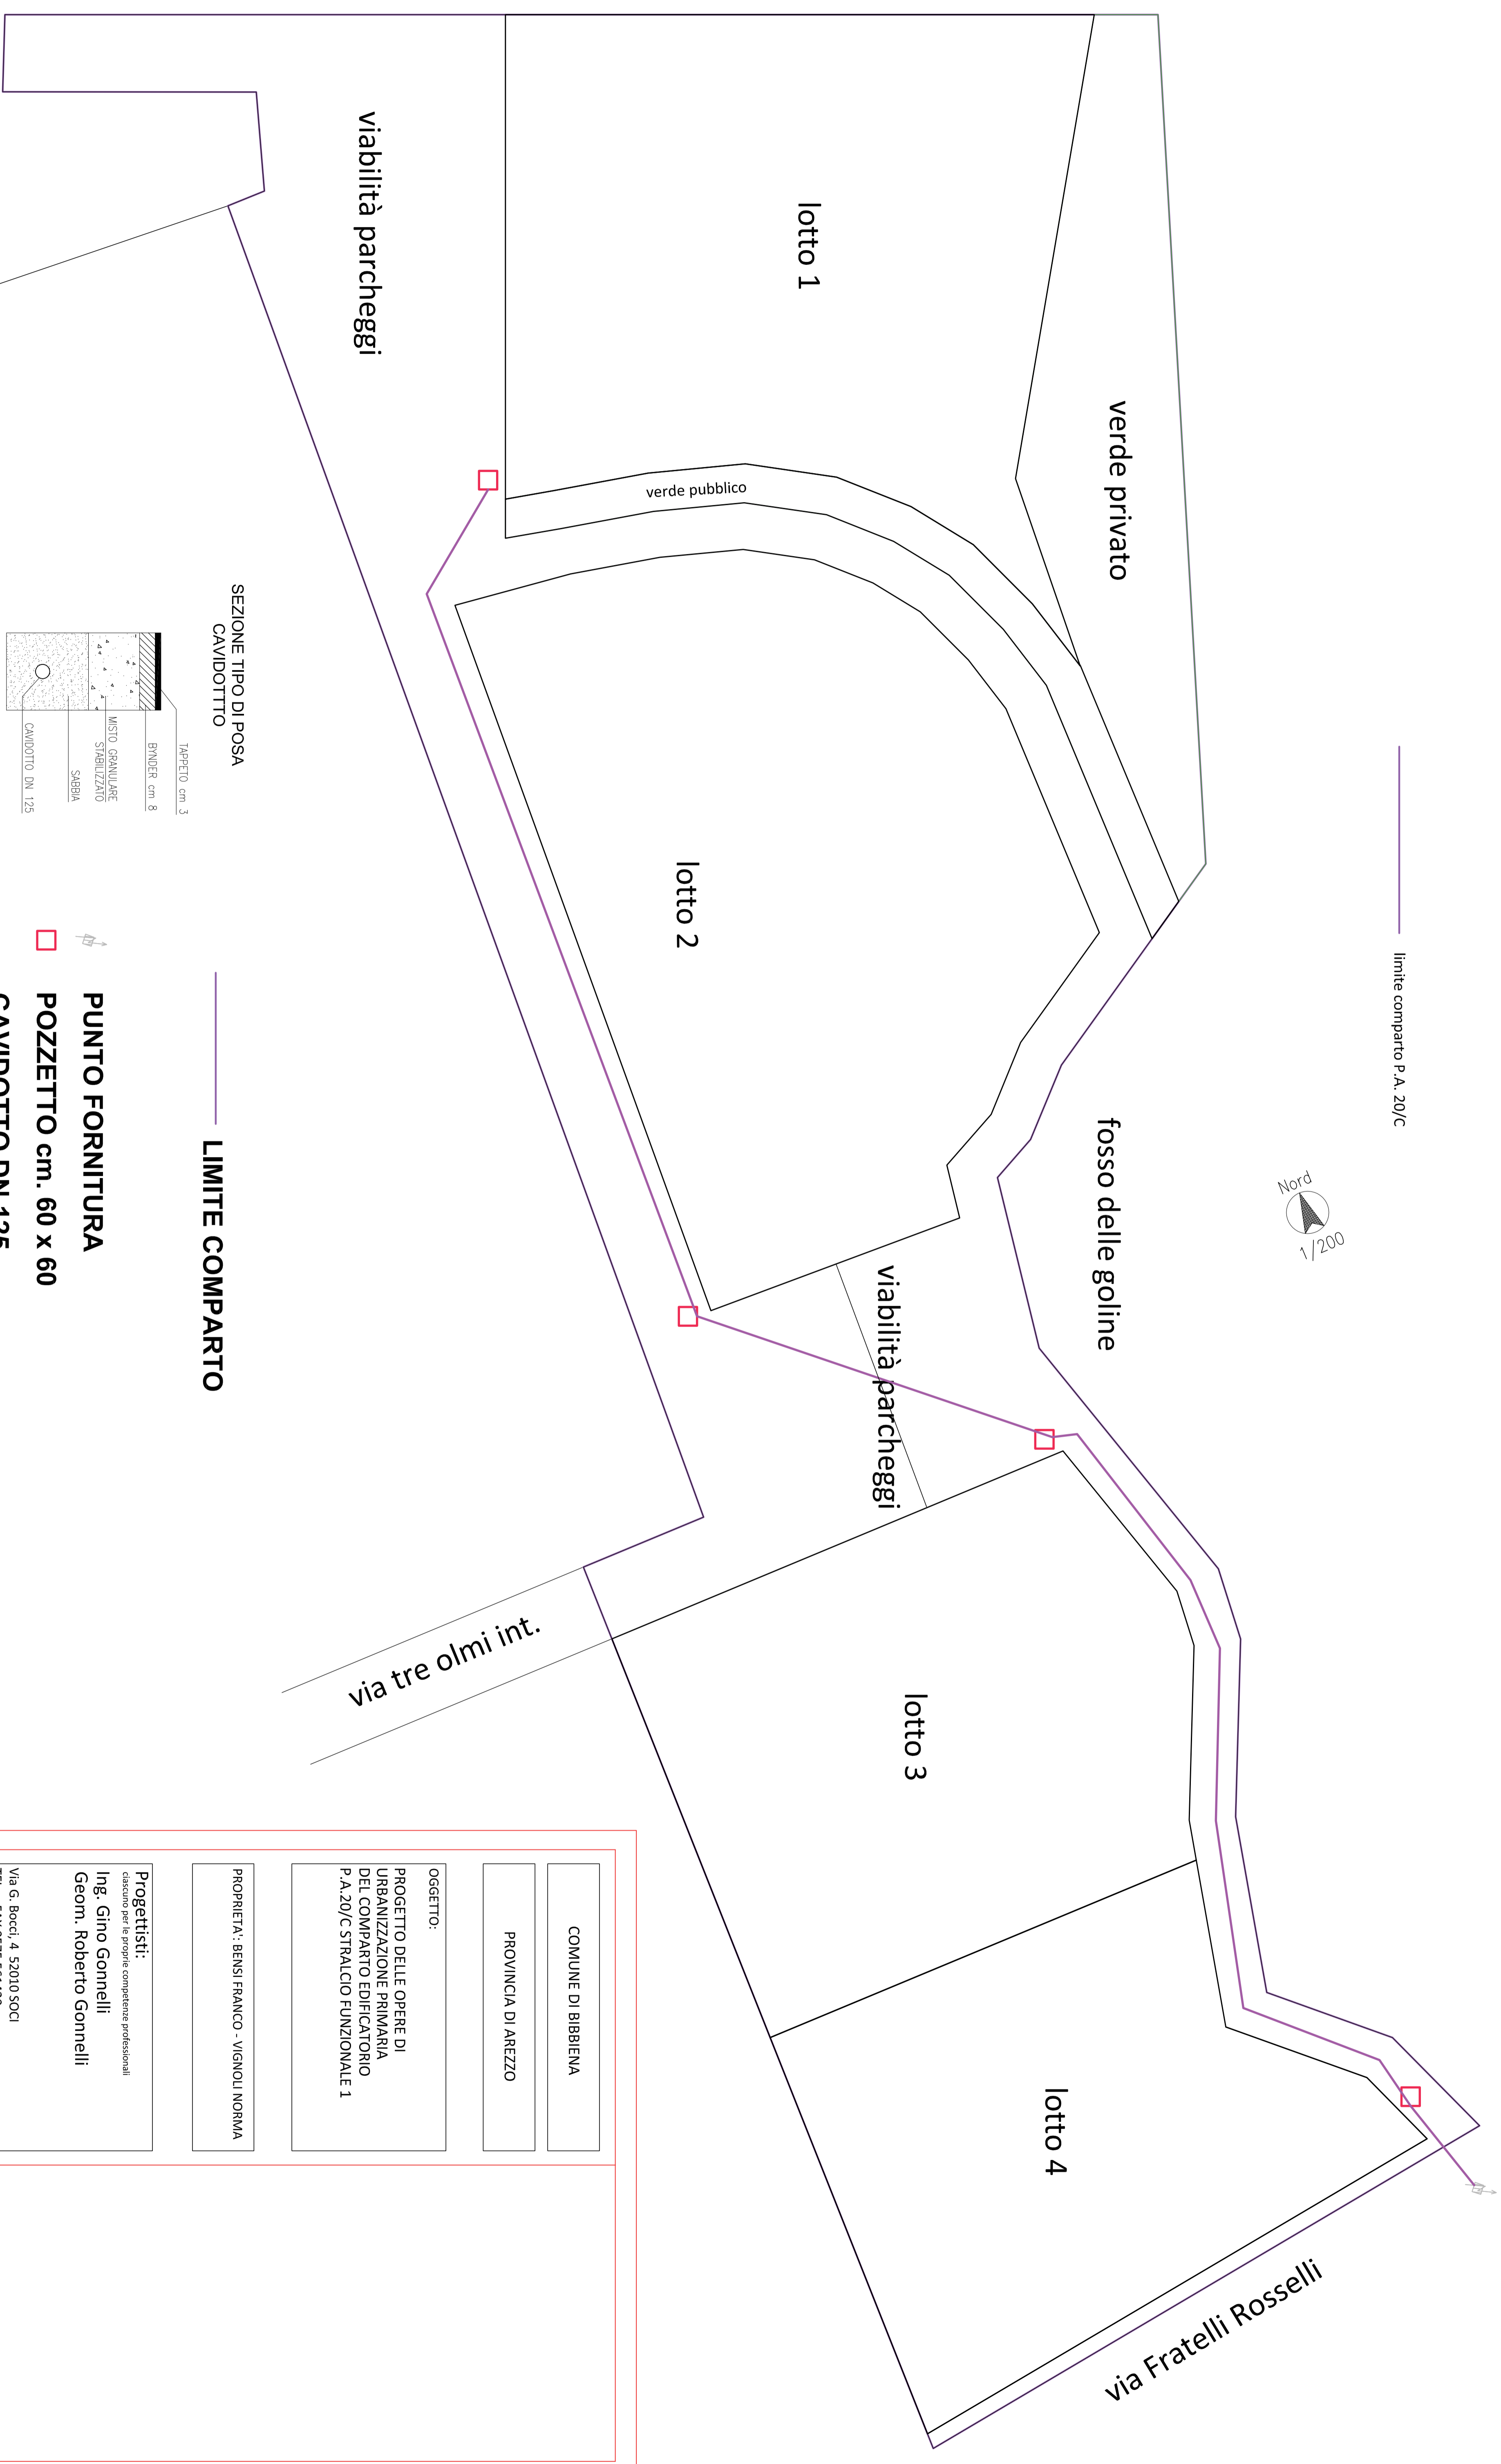 limite comparto P.A. 20/C
Nord
1/200
verde privato
fosso delle goline
lotto 1
verde pubblico
lotto 2
viabilità parcheggi
lotto 3
lotto 4
via Fratelli Rosselli
viabilità parcheggi
via tre olmi int.
SEZIONE TIPO DI POSA
CAVIDOTTTO
TAPPETO cm 3
BYNDER cm 8
MISTO GRANULARE
STABILIZZATO
SABBIA
CAVIDOTTO DN 125
LIMITE COMPARTO
PUNTO FORNITURA
POZZETTO cm. 60 x 60
CAVIDOTTO DN 125
COMUNE DI BIBBIENA
PROVINCIA DI AREZZO
OGGETTO:
PROGETTO DELLE OPERE DI
URBANIZZAZIONE PRIMARIA
DEL COMPARTO EDIFICATORIO
P.A.20/C STRALCIO FUNZIONALE 1
PROPRIETA': BENSI FRANCO - VIGNOLI NORMA
Progettisti:
ciascuno per le proprie competenze professionali
Ing. Gino Gonnelli
Geom. Roberto Gonnelli
Via G. Bocci, 4 52010 SOCI